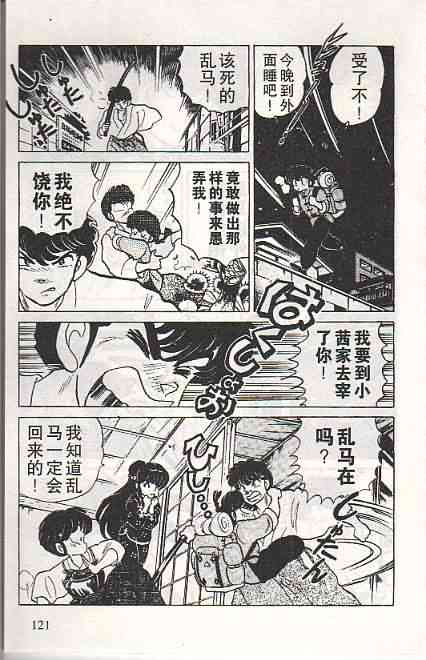 受了不!
今晚到外
面睡吧!
该死的
乱马!
竟敢做出那
样的事来愚
弄我!
我绝不
饶你!
我要到小
茜家去宰
了你!
乱马在
吗?
我知道乱
马一定会
回来的!
121